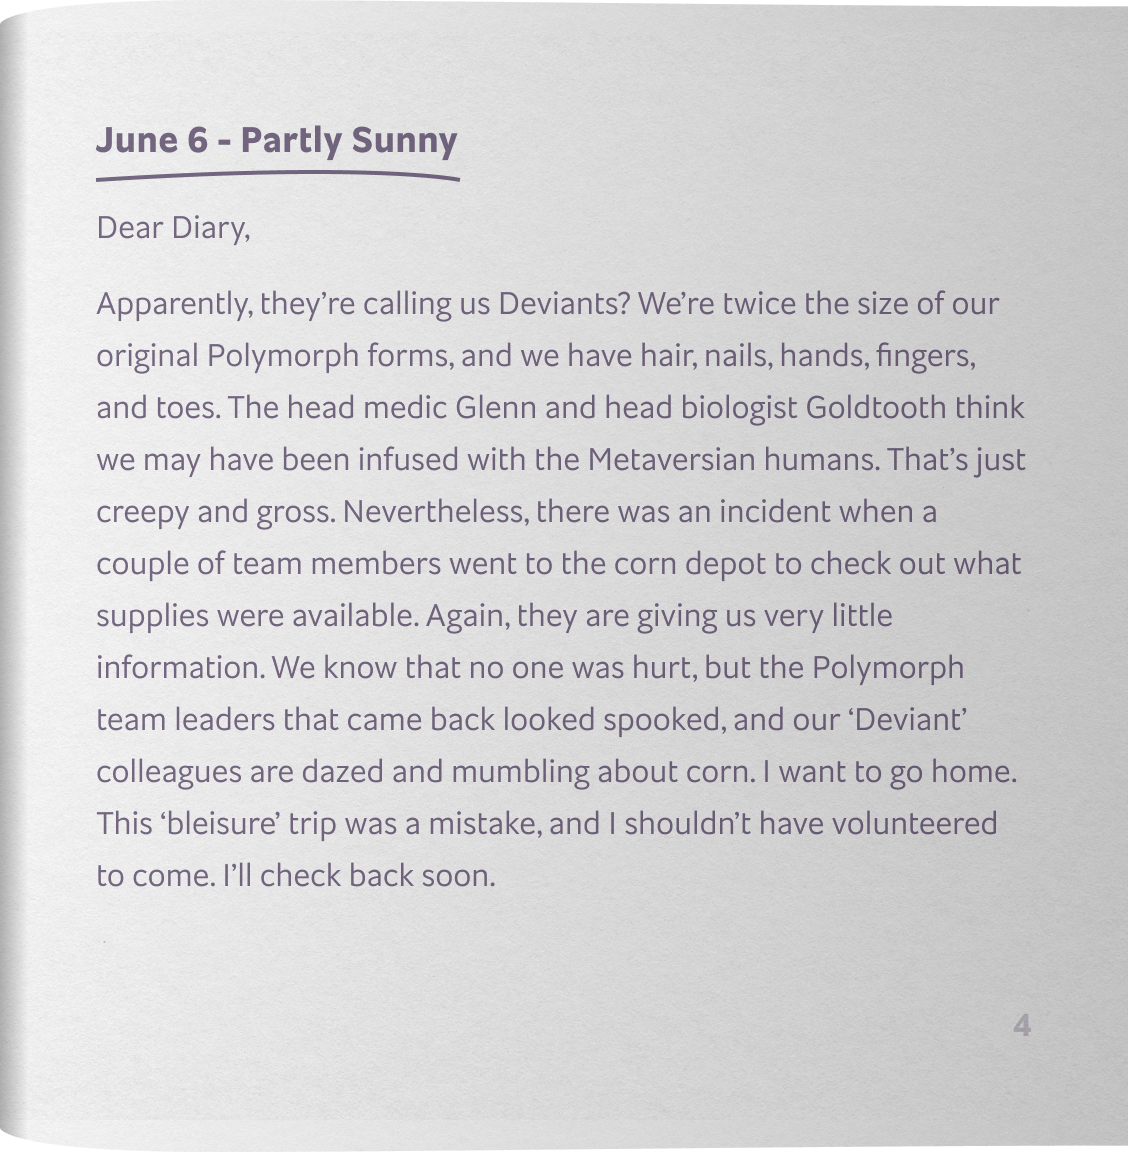 June 6 - Partly Sunny
Dear Diary,
Apparently, they’re calling us Deviants? We’re twice the size of our
original Polymorph forms, and we have hair, nails, hands, fingers,
and toes. The head medic Glenn and head biologist Goldtooth think
we may have been infused with the Metaversian humans. That’s just
creepy and gross. Nevertheless, there was an incident when a
couple of team members went to the corn depot to check out what
supplies were available. Again, they are giving us very little
information. We know that no one was hurt, but the Polymorph
team leaders that came back looked spooked, and our ‘Deviant’
colleagues are dazed and mumbling about corn. I want to go home.
This ‘bleisure’ trip was a mistake, and I shouldn’t have volunteered
to come. I’ll check back soon.
4